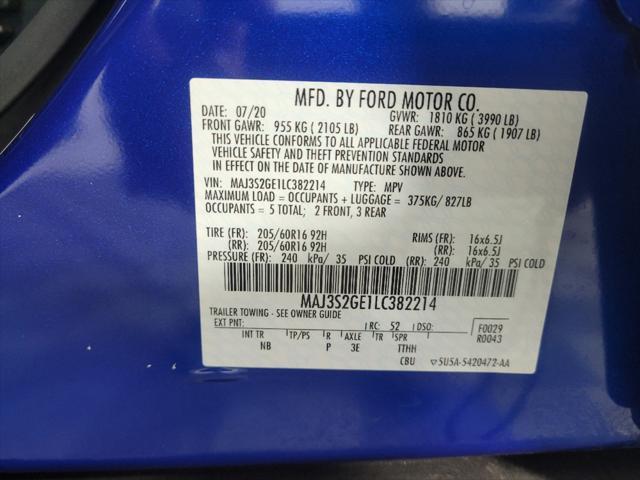 MFD. BY FORD MOTOR CO.
DATE: 07/20 GVWR: 1810 KG ( 3990 LB)
FRONT GAWR: 955 KG ( 2105 LB) REAR GAWR: 865 KG ( 1907 LB)
THIS VEHICLE CONFORMS TO ALL APPLICABLE FEDERAL MOTOR
VEHICLE SAFETY AND THEFT PREVENTION STANDARDS
IN EFFECT ON THE DATE OF MANUFACTURE SHOWN ABOVE.
VIN: MAJ3S2GE1LC382214 TYPE: MPV
MAXIMUM LOAD = OCCUPANTS + LUGGAGE = 375KG/ 827LB
OCCUPANTS = 5 TOTAL; 2 FRONT, 3 REAR
TIRE (FR): 205/60R16 92H RIMS (FR): 16x6.5J
(RR): 205/60R16 92H (RR): 16x6.5J
PRESSURE (FR): 240 kPa/ 35 PSI COLD (RR): 240 kPa/ 35 PSI COLD
MAJ3S2GE1LC382214
TRAILER TOWING - SEE OWNER GUIDE
EXT PNT: RC: 52 DSO: F0029
R0043
INT TR TP/PS R AXLE TR SPR
NB P 3E TTHH
CBU 5U5A-5420472-AA